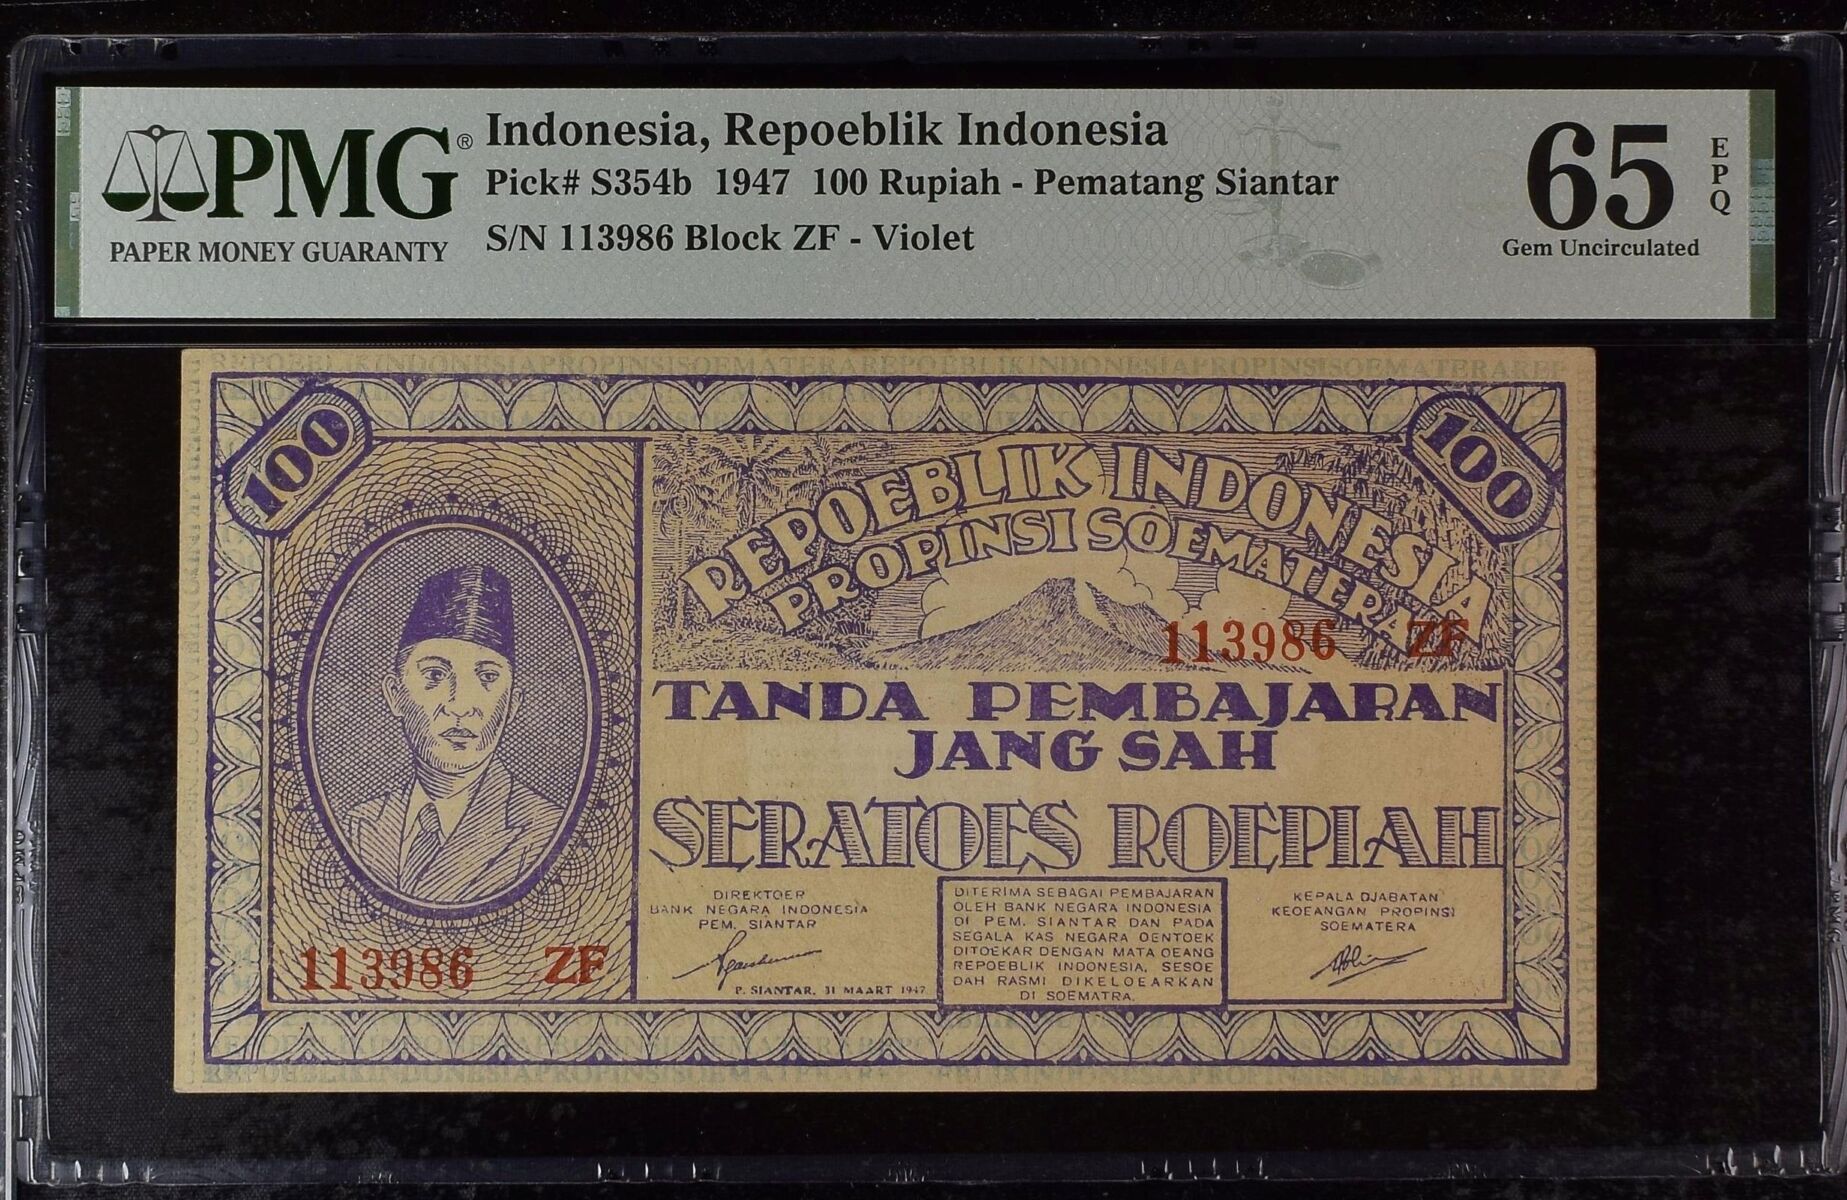 PMG®
PAPER MONEY GUARANTY
Indonesia, Repoeblik Indonesia
Pick# S354b 1947 100 Rupiah - Pematang Siantar
S/N 113986 Block ZF - Violet
65
EPQ
Gem Uncirculated
REPOEBLIKINDONESIAPROPINSISOEMATERAREPOEBLIKINDONESIAPROPINSISOEMATERAREP
100
100
REPOEBLIK INDONESIA
PROPINSI SOEMATERA
113986 ZF
TANDA PEMBAJARAN
JANG SAH
SERATOES ROEPIAH
DIREKTOER
BANK NEGARA INDONESIA
PEM. SIANTAR
P. SIANTAR, 31 MAART 1947
DITERIMA SEBAGAI PEMBAJARAN
OLEH BANK NEGARA INDONESIA
DI PEM. SIANTAR DAN PADA
SEGALA KAS NEGARA OENTOEK
DITOEKAR DENGAN MATA OEANG
REPOEBLIK INDONESIA, SESOE
DAH RASMI DIKELOEARKAN
DI SOEMATRA.
KEPALA DJABATAN
KEOEANGAN PROPINSI
SOEMATERA
113986 ZF